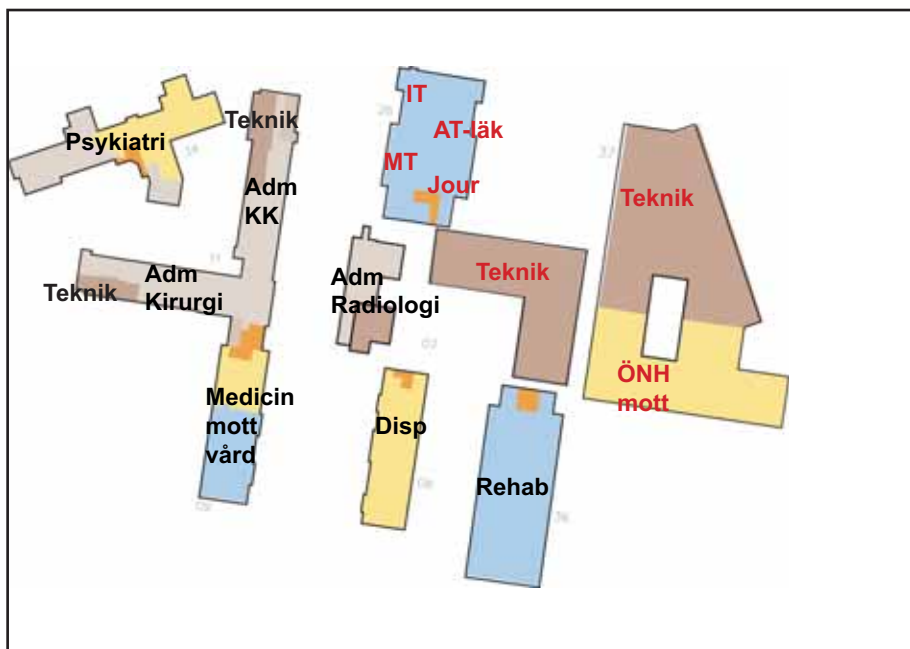 IT
Teknik
AT-läk
Psykiatri
MT
Jour
Adm
KK
Teknik
37
Adm
Kirurgi
Teknik
Adm
Radiologi
Teknik
ÖNH
mott
Medicin
mott
vård
Disp
Rehab